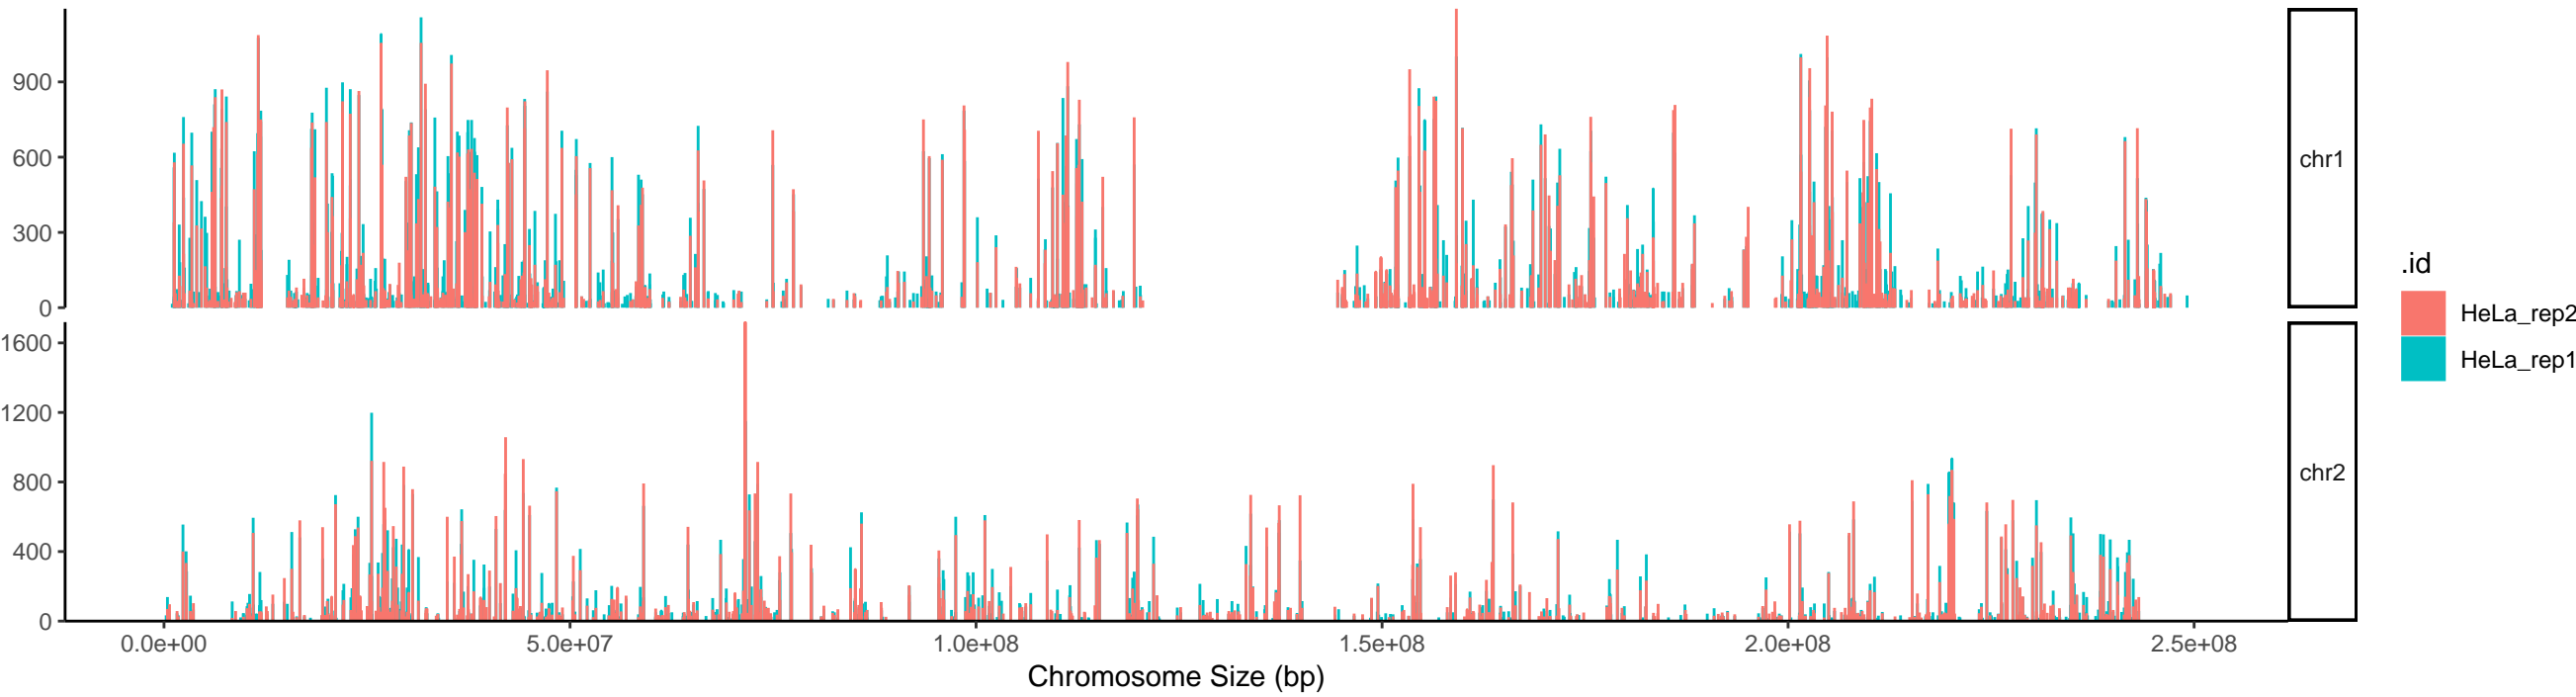 900
600
300
0
chr1
1600
1200
800
400
0
chr2
0.0e+00 5.0e+07 1.0e+08 1.5e+08 2.0e+08 2.5e+08
Chromosome Size (bp)
.id
HeLa_rep2
HeLa_rep1